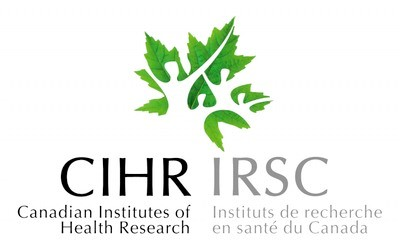 CIHR IRSC
Canadian Institutes of Instituts de recherche
Health Research en santé du Canada